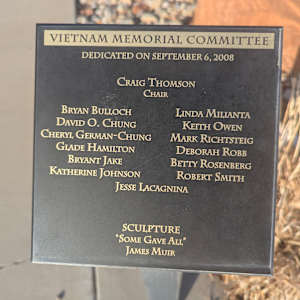 VIETNAM MEMORIAL COMMITTEE
DEDICATED ON SEPTEMBER 6, 2008
CRAIG THOMSON
CHAIR
BRYAN BULLOCH
DAVID O. CHUNG
CHERYL GERMAN-CHUNG
GLADE HAMILTON
BRYANT JAKE
KATHERINE JOHNSON
LINDA MILIANTA
KEITH OWEN
MARK RICHTSTEIG
DEBORAH ROBB
BETTY ROSENBERG
ROBERT SMITH
JESSE LACAGNINA
SCULPTURE
"SOME GAVE ALL"
JAMES MUIR